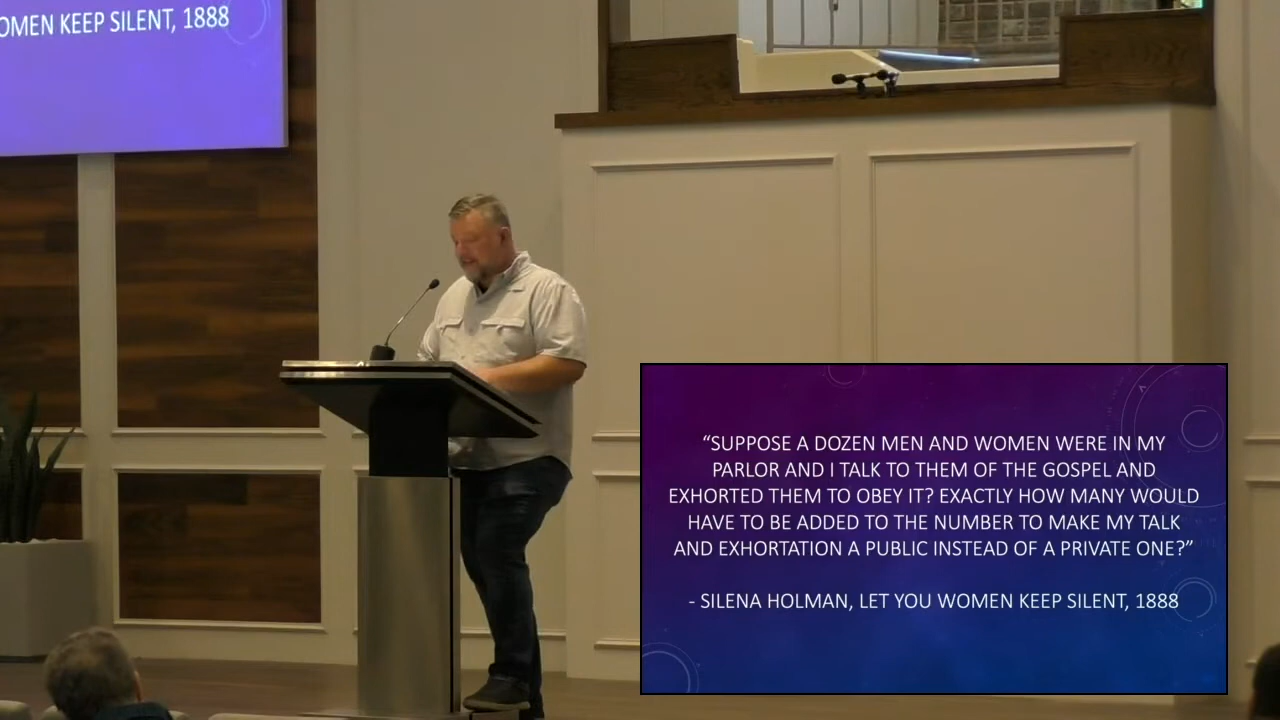 OMEN KEEP SILENT, 1888
“SUPPOSE A DOZEN MEN AND WOMEN WERE IN MY
PARLOR AND I TALK TO THEM OF THE GOSPEL AND
EXHORTED THEM TO OBEY IT? EXACTLY HOW MANY WOULD
HAVE TO BE ADDED TO THE NUMBER TO MAKE MY TALK
AND EXHORTATION A PUBLIC INSTEAD OF A PRIVATE ONE?”
- SILENA HOLMAN, LET YOU WOMEN KEEP SILENT, 1888